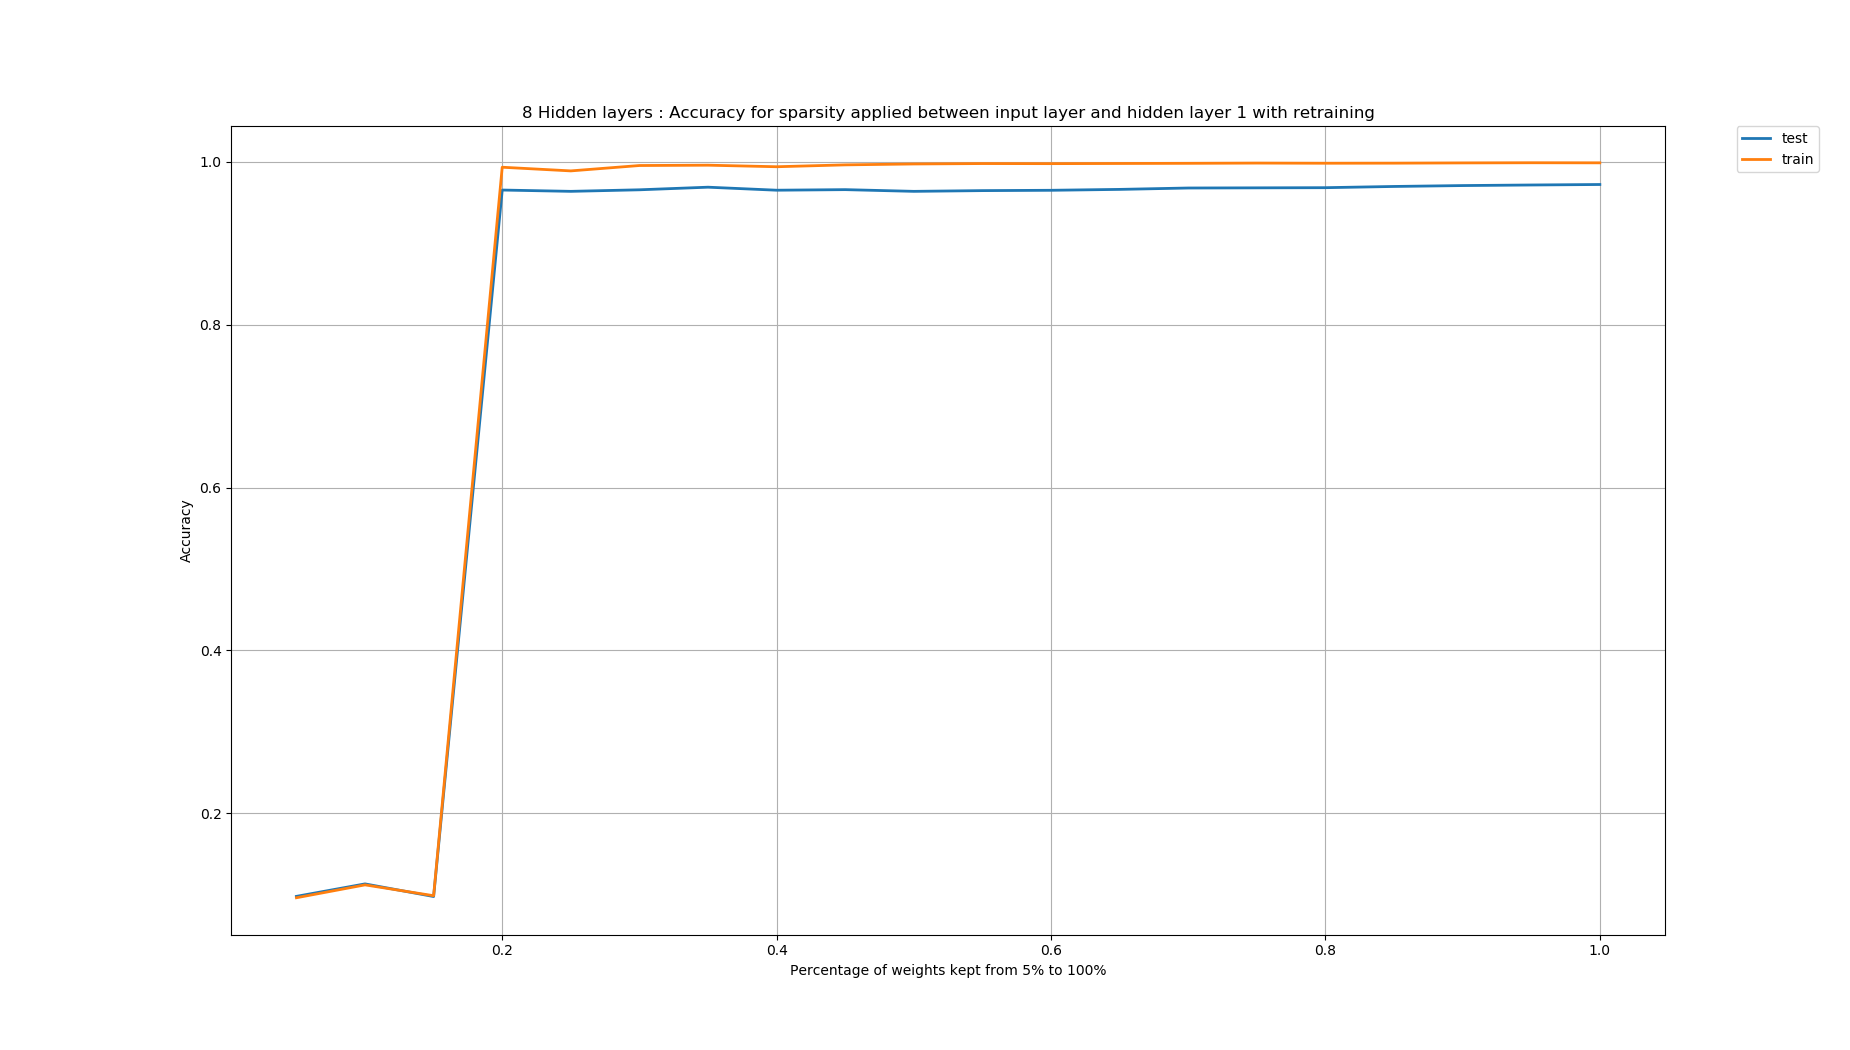 8 Hidden layers : Accuracy for sparsity applied between input layer and hidden layer 1 with retraining
test
train
1.0
0.8
0.6
0.4
0.2
Accuracy
0.2 0.4 0.6 0.8 1.0
Percentage of weights kept from 5% to 100%